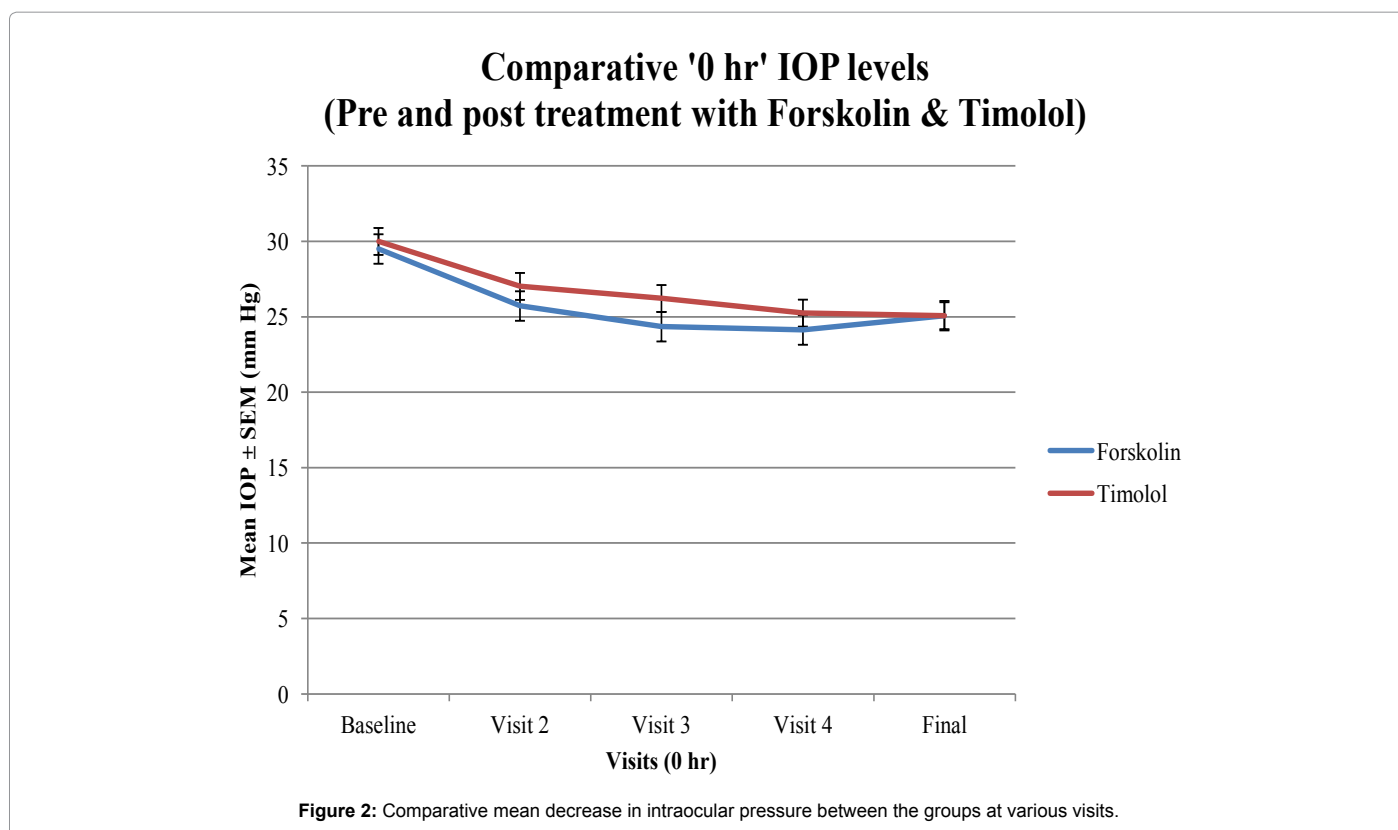 Comparative '0 hr' IOP levels
(Pre and post treatment with Forskolin & Timolol)
Mean IOP ± SEM (mm Hg)
35
30
25
20
15
10
5
0
Baseline Visit 2 Visit 3 Visit 4 Final
Visits (0 hr)
Forskolin
Timolol
Figure 2: Comparative mean decrease in intraocular pressure between the groups at various visits.